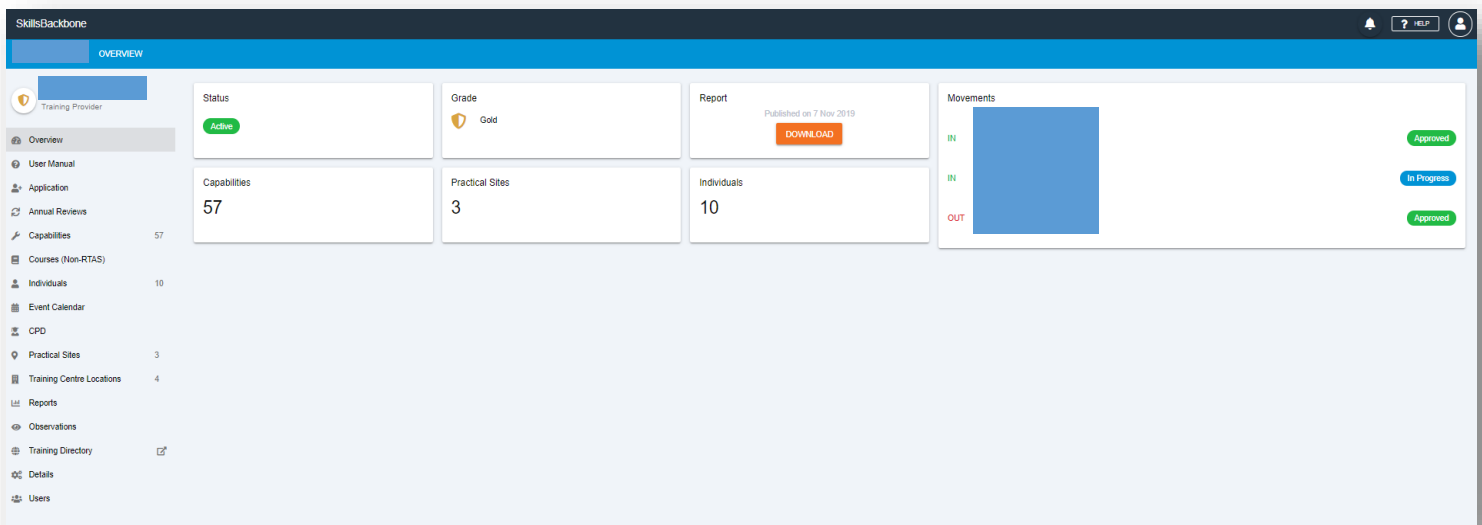 SkillsBackbone
? HELP
OVERVIEW
Training Provider
Overview
User Manual
Application
Annual Reviews
Capabilities 57
Courses (Non-RTAS)
Individuals 10
Event Calendar
CPD
Practical Sites 3
Training Centre Locations 4
Reports
Observations
Training Directory
Details
Users
Status
Active
Grade
Gold
Report
Published on 7 Nov 2019
DOWNLOAD
Movements
IN Approved
IN In Progress
OUT Approved
Capabilities
57
Practical Sites
3
Individuals
10